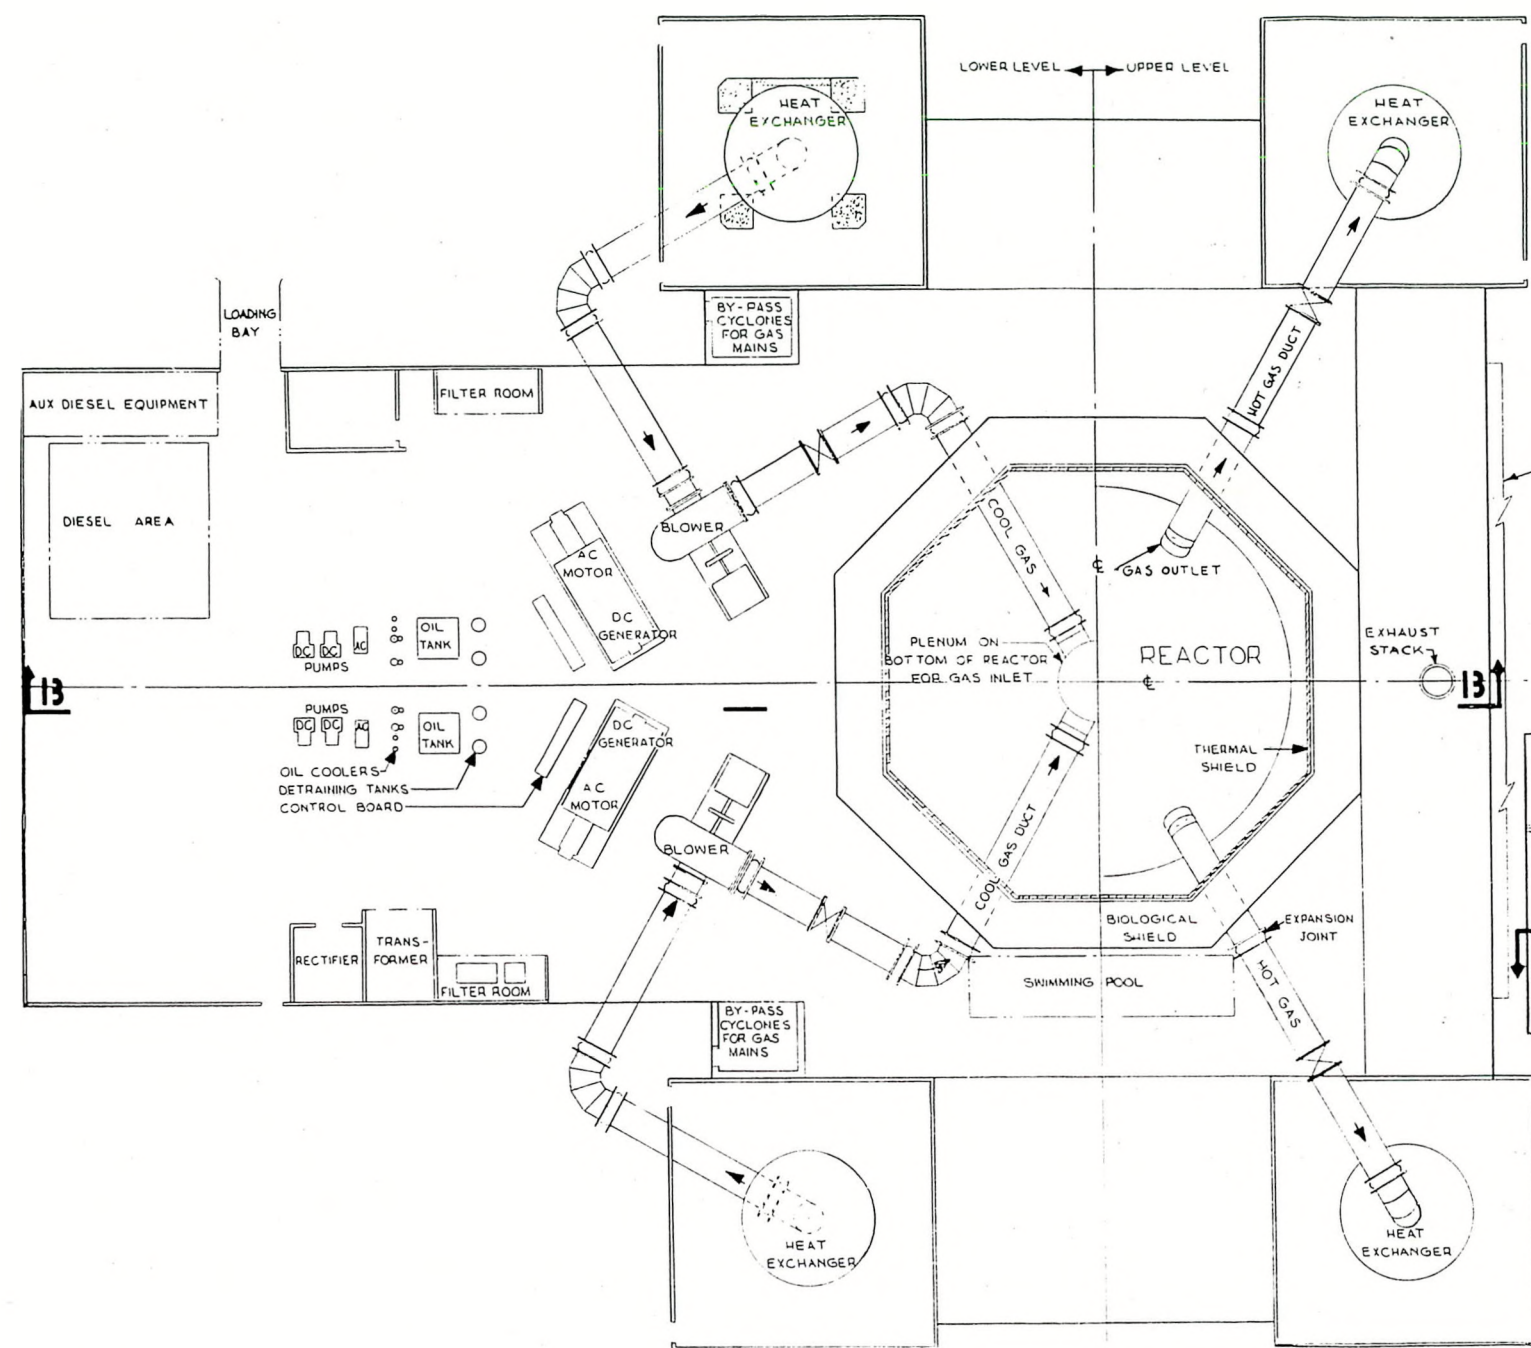 LOWER LEVEL
UPPER LEVEL
HEAT
EXCHANGER
HEAT
EXCHANGER
LOADING
BAY
BY-PASS
CYCLONES
FOR GAS
MAINS
HOT GAS DUCT
AUX DIESEL EQUIPMENT
FILTER ROOM
DIESEL AREA
BLOWER
COOL GAS
AC
MOTOR
DC
GENERATOR
℄ GAS OUTLET
OIL
TANK
DC
DC
AC
PUMPS
PLENUM ON
BOTTOM OF REACTOR
FOR GAS INLET
REACTOR
℄
EXHAUST
STACK
13
13
PUMPS
DC
DC
AC
OIL
TANK
DC
GENERATOR
AC
MOTOR
THERMAL
SHIELD
OIL COOLERS
DETRAINING TANKS
CONTROL BOARD
BLOWER
COOL GAS DUCT
BIOLOGICAL
SHIELD
EXPANSION
JOINT
RECTIFIER
TRANS-
FORMER
FILTER ROOM
SWIMMING POOL
HOT GAS
BY-PASS
CYCLONES
FOR GAS
MAINS
HEAT
EXCHANGER
HEAT
EXCHANGER